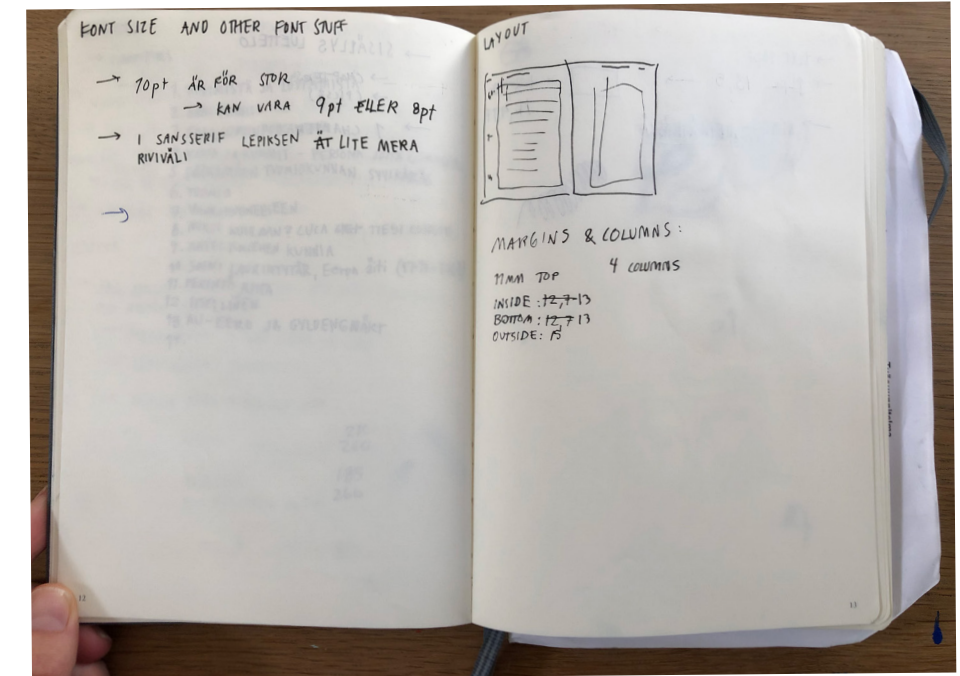 FONT SIZE AND OTHER FONT STUFF
→ 10pt ÄR FÖR STOR
→ KAN VARA 9pt ELLER 8pt
→ I SANSSERIF LEPIKSEN ÄT LITE MERA
RIVIVÄLI
→
12
LAYOUT
MARGINS & COLUMNS:
11MM TOP 4 COLUMNS
INSIDE: 12,7 13
BOTTOM: 12,7 13
OUTSIDE: 15
13